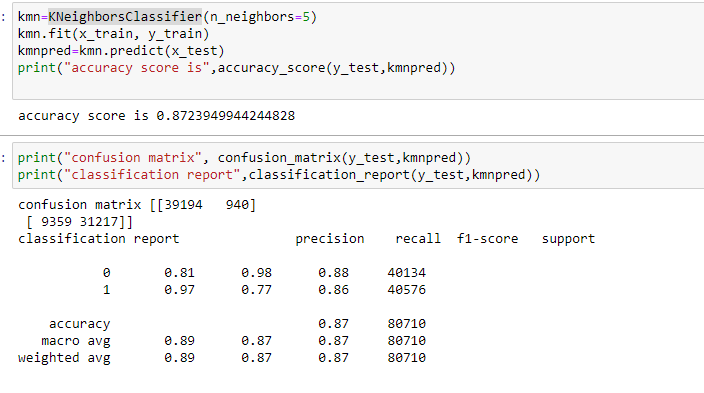 : kmn=KNeighborsClassifier(n_neighbors=5)
kmn.fit(x_train, y_train)
kmnpred=kmn.predict(x_test)
print("accuracy score is",accuracy_score(y_test,kmnpred))
accuracy score is 0.8723949944244828
: print("confusion matrix", confusion_matrix(y_test,kmnpred))
print("classification report",classification_report(y_test,kmnpred))
confusion matrix [[39194   940]
 [ 9359 31217]]
classification report               precision    recall  f1-score   support
           0       0.81      0.98      0.88     40134
           1       0.97      0.77      0.86     40576
    accuracy                           0.87     80710
   macro avg       0.89      0.87      0.87     80710
weighted avg       0.89      0.87      0.87     80710